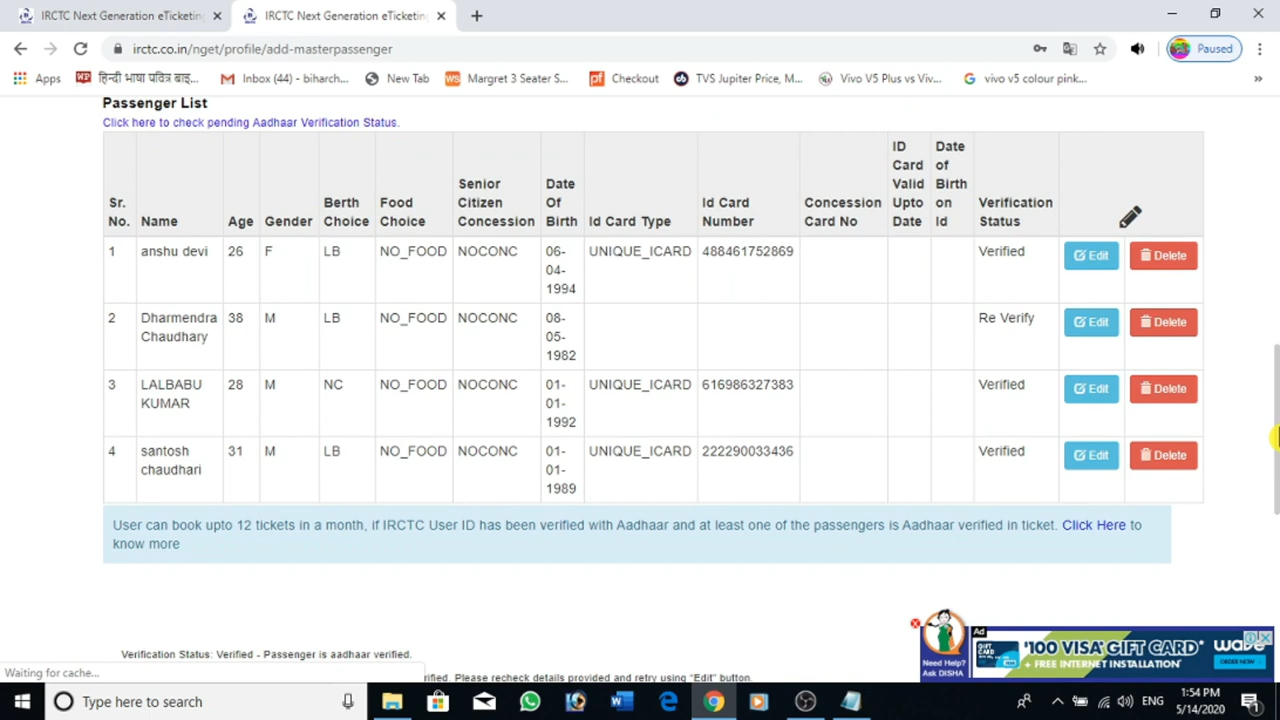 IRCTC Next Generation eTicketing
IRCTC Next Generation eTicketing
irctc.co.in/nget/profile/add-masterpassenger
Paused
Apps
हिन्दी भाषा पवित्र बाइ...
Inbox (44) - biharch...
New Tab
Margret 3 Seater S...
Checkout
TVS Jupiter Price, M...
Vivo V5 Plus vs Viv...
vivo v5 colour pink...
Passenger List
Click here to check pending Aadhaar Verification Status.
Sr. No. Name Age Gender Berth Choice Food Choice Senior Citizen Concession Date Of Birth Id Card Type Id Card Number Concession Card No ID Card Valid Upto Date Date of Birth on Id Verification Status
1 anshu devi 26 F LB NO_FOOD NOCONC 06-04-1994 UNIQUE_ICARD 488461752869 Verified Edit Delete
2 Dharmendra Chaudhary 38 M LB NO_FOOD NOCONC 08-05-1982 Re Verify Edit Delete
3 LALBABU KUMAR 28 M NC NO_FOOD NOCONC 01-01-1992 UNIQUE_ICARD 616986327383 Verified Edit Delete
4 santosh chaudhari 31 M LB NO_FOOD NOCONC 01-01-1989 UNIQUE_ICARD 222290033436 Verified Edit Delete
User can book upto 12 tickets in a month, if IRCTC User ID has been verified with Aadhaar and at least one of the passengers is Aadhaar verified in ticket. Click Here to
know more
Verification Status: Verified - Passenger is aadhaar verified.
Waiting for cache...
rified. Please recheck details provided and retry using "Edit" button.
Need Help?
Ask DISHA
Ad
GIFT CARD
$100 VISA GIFT CARD*
+ FREE INTERNET INSTALLATION*
wave
ORDER NOW
Type here to search
ENG
1:54 PM
5/14/2020